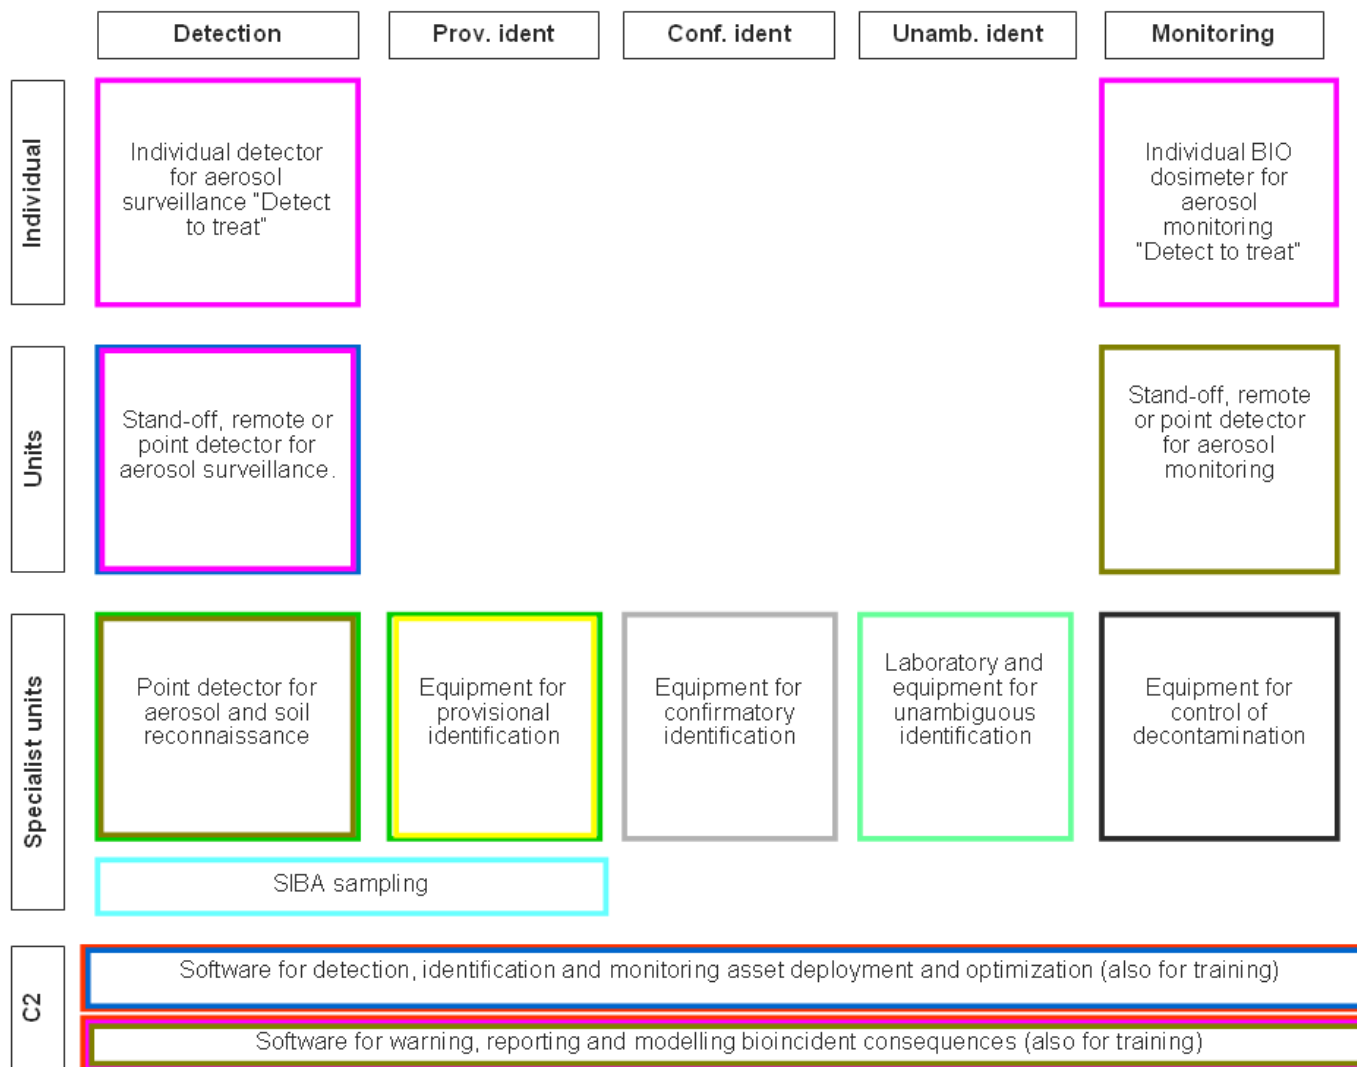 Detection
Prov. ident
Conf. ident
Unamb. ident
Monitoring
Individual
Individual detector
for aerosol
surveillance "Detect
to treat"
Individual BIO
dosimeter for
aerosol
monitoring
"Detect to treat"
Units
Stand-off, remote or
point detector for
aerosol surveillance.
Stand-off, remote
or point detector
for aerosol
monitoring
Specialist units
Point detector for
aerosol and soil
reconnaissance
Equipment for
provisional
identification
Equipment for
confirmatory
identification
Laboratory and
equipment for
unambiguous
identification
Equipment for
control of
decontamination
SIBA sampling
C2
Software for detection, identification and monitoring asset deployment and optimization (also for training)
Software for warning, reporting and modelling bioincident consequences (also for training)